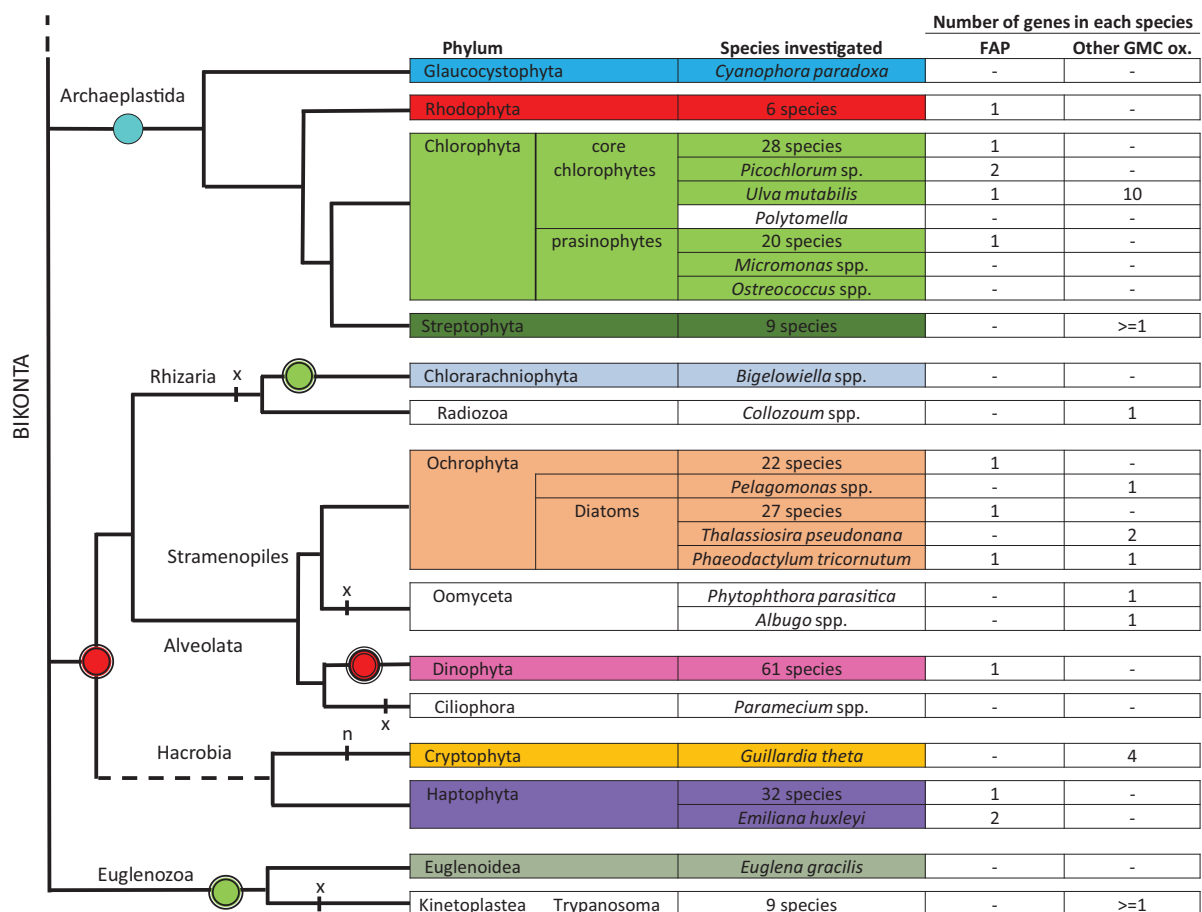 Number of genes in each species
Phylum Species investigated FAP Other GMC ox.
Glaucocystophyta Cyanophora paradoxa - -
Archaeplastida
Rhodophyta 6 species 1 -
Chlorophyta core 28 species 1 -
chlorophytes Picochlorum sp. 2 -
Ulva mutabilis 1 10
Polytomella - -
prasinophytes 20 species 1 -
Micromonas spp. - -
Ostreococcus spp. - -
Streptophyta 9 species - >=1
BIKONTA
Rhizaria x
Chlorarachniophyta Bigelowiella spp. - -
Radiozoa Collozoum spp. - 1
Ochrophyta 22 species 1 -
Pelagomonas spp. - 1
Diatoms 27 species 1 -
Stramenopiles Thalassiosira pseudonana - 2
Phaeodactylum tricornutum 1 1
x
Oomyceta Phytophthora parasitica - 1
Albugo spp. - 1
Alveolata
Dinophyta 61 species 1 -
Ciliophora Paramecium spp. - -
x
n
Hacrobia
Cryptophyta Guillardia theta - 4
Haptophyta 32 species 1 -
Emiliana huxleyi 2 -
Euglenozoa
Euglenoidea Euglena gracilis - -
x
Kinetoplastea Trypanosoma 9 species - >=1